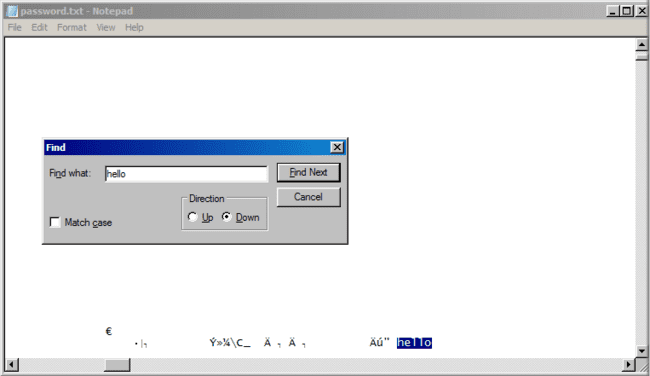 password.txt - Notepad
File Edit Format View Help
Find
Find what: hello
Find Next
Cancel
Direction
Up Down
Match case
€
Ý»¼\C_ Ä Ä Äú" hello